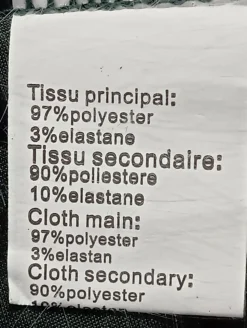 Tissu principal:
97%polyester
3%elastane
Tissu secondaire:
90%poliestere
10%elastane
Cloth main:
97%polyester
3%elastan
Cloth secondary:
90%polyester